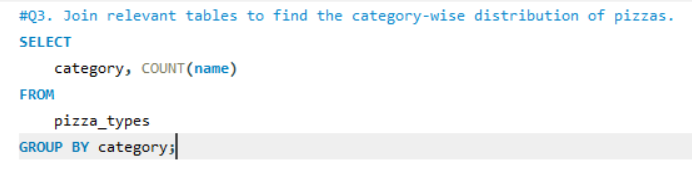 #Q3. Join relevant tables to find the category-wise distribution of pizzas.
SELECT
    category, COUNT(name)
FROM
    pizza_types
GROUP BY category;